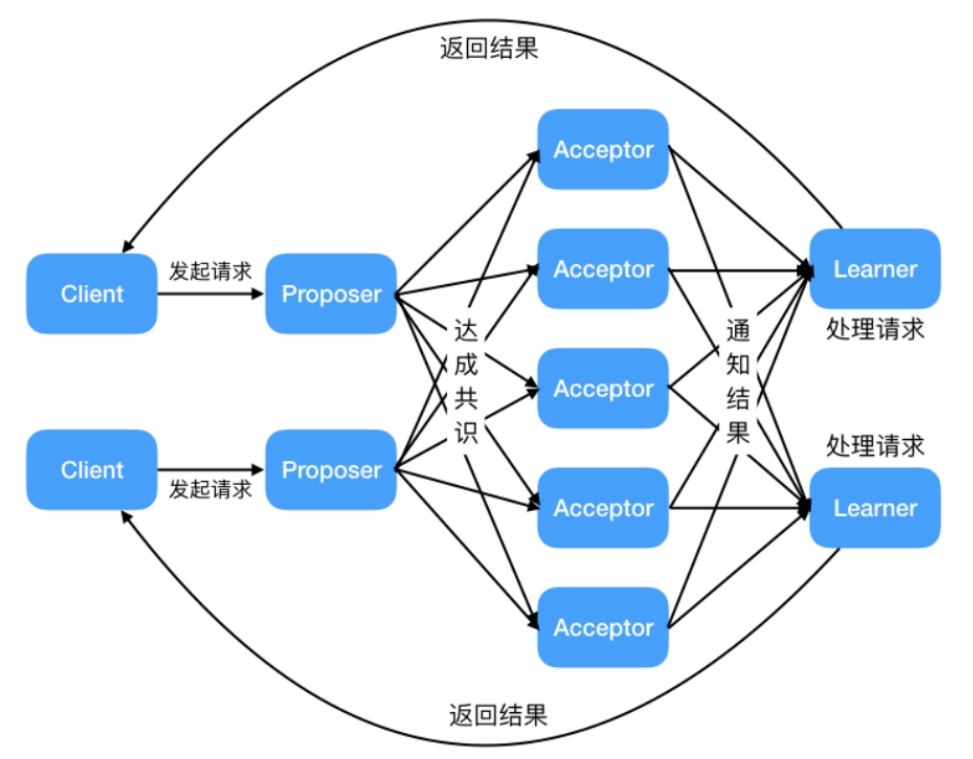 返回结果
Acceptor
Acceptor
Learner
处理请求
Client
发起请求
Proposer
达成共识
Acceptor
通知结果
Client
发起请求
Proposer
处理请求
Learner
Acceptor
Acceptor
返回结果